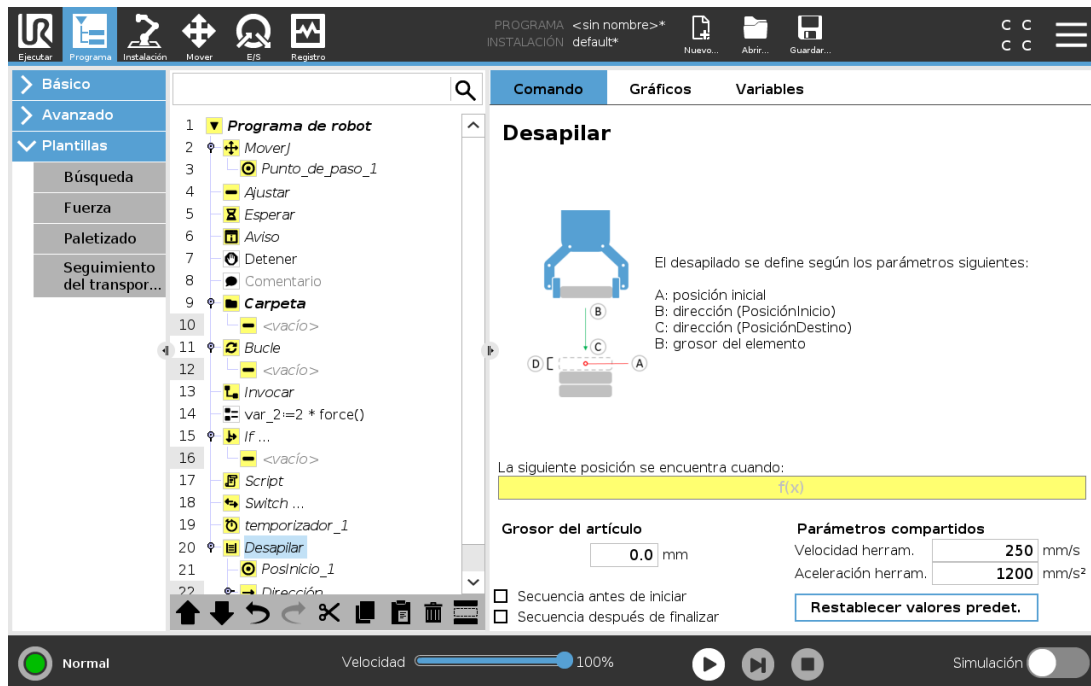 PROGRAMA <sin nombre>*
INSTALACIÓN default*
C C
C C
Ejecutar Programa Instalación Mover E/S Registro Nuevo... Abrir... Guardar...
Básico
Avanzado
Plantillas
Búsqueda
Fuerza
Paletizado
Seguimiento
del transpor...
1 Programa de robot
2 MoverJ
3 Punto_de_paso_1
4 Ajustar
5 Esperar
6 Aviso
7 Detener
8 Comentario
9 Carpeta
10 <vacío>
11 Bucle
12 <vacío>
13 Invocar
14 var_2:=2 * force()
15 If ...
16 <vacío>
17 Script
18 Switch ...
19 temporizador_1
20 Desapilar
21 PosInicio_1
22 Dirección
Comando Gráficos Variables
Desapilar
B
C
D
A
El desapilado se define según los parámetros siguientes:
A: posición inicial
B: dirección (PosiciónInicio)
C: dirección (PosiciónDestino)
B: grosor del elemento
La siguiente posición se encuentra cuando:
f(x)
Grosor del artículo
0.0 mm
Secuencia antes de iniciar
Secuencia después de finalizar
Parámetros compartidos
Velocidad herram. 250 mm/s
Aceleración herram. 1200 mm/s²
Restablecer valores predet.
Normal
Velocidad 100%
Simulación